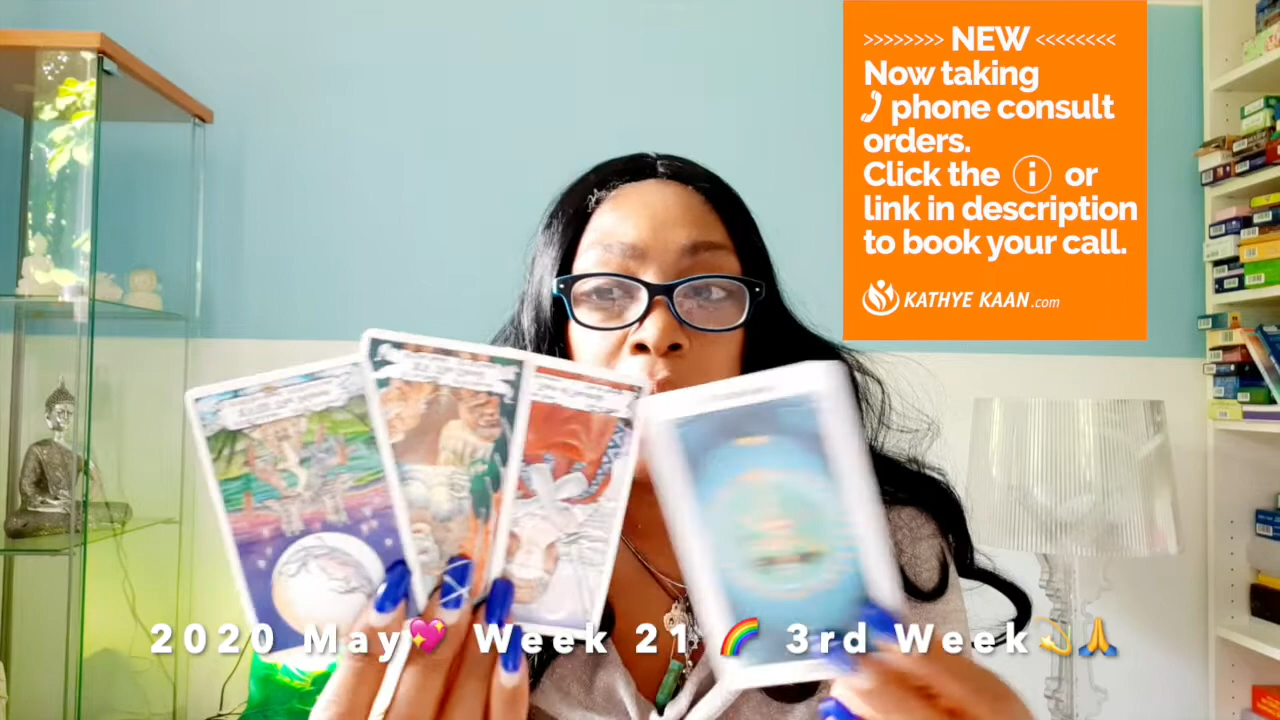 >>>>>>>> NEW <<<<<<<<
Now taking
phone consult
orders.
Click the i or
link in description
to book your call.
KATHYE KAAN.com
2020 May💖 Week 21 🌈 3rd Week💫🙏